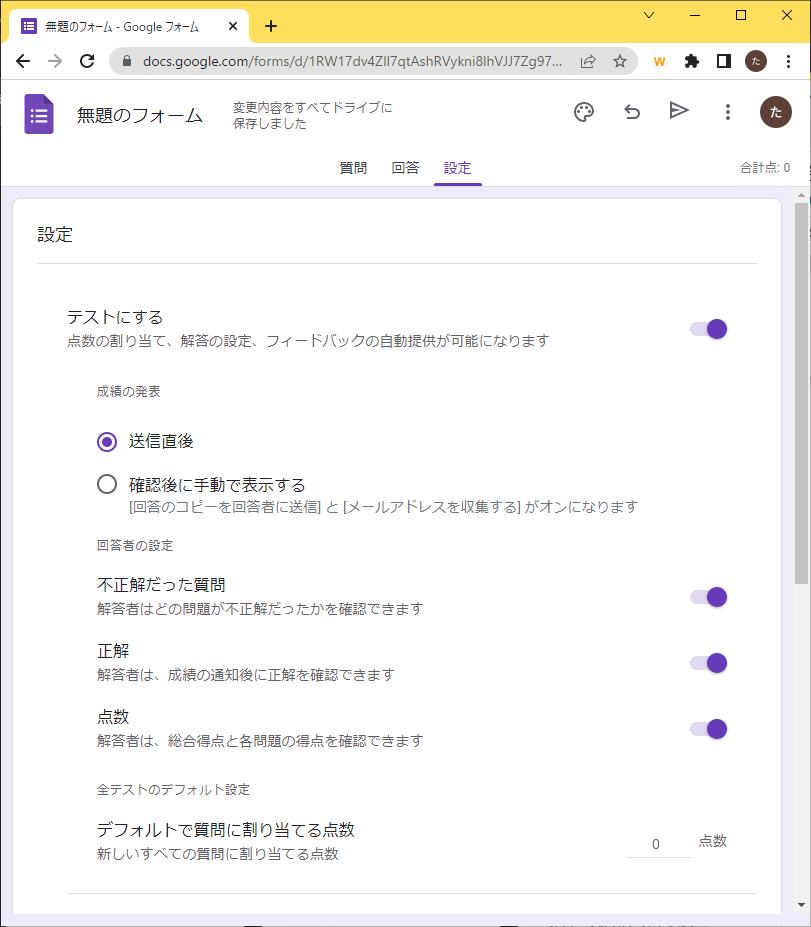 無題のフォーム - Google フォーム
docs.google.com/forms/d/1RW17dv4ZIl7qtAshRVykni8lhVJJ7Zg97...
W
た
無題のフォーム
変更内容をすべてドライブに
保存しました
た
質問 回答 設定
合計点: 0
設定
テストにする
点数の割り当て、解答の設定、フィードバックの自動提供が可能になります
成績の発表
送信直後
確認後に手動で表示する
[回答のコピーを回答者に送信] と [メールアドレスを収集する] がオンになります
回答者の設定
不正解だった質問
解答者はどの問題が不正解だったかを確認できます
正解
解答者は、成績の通知後に正解を確認できます
点数
解答者は、総合得点と各問題の得点を確認できます
全テストのデフォルト設定
デフォルトで質問に割り当てる点数
新しいすべての質問に割り当てる点数
0 点数